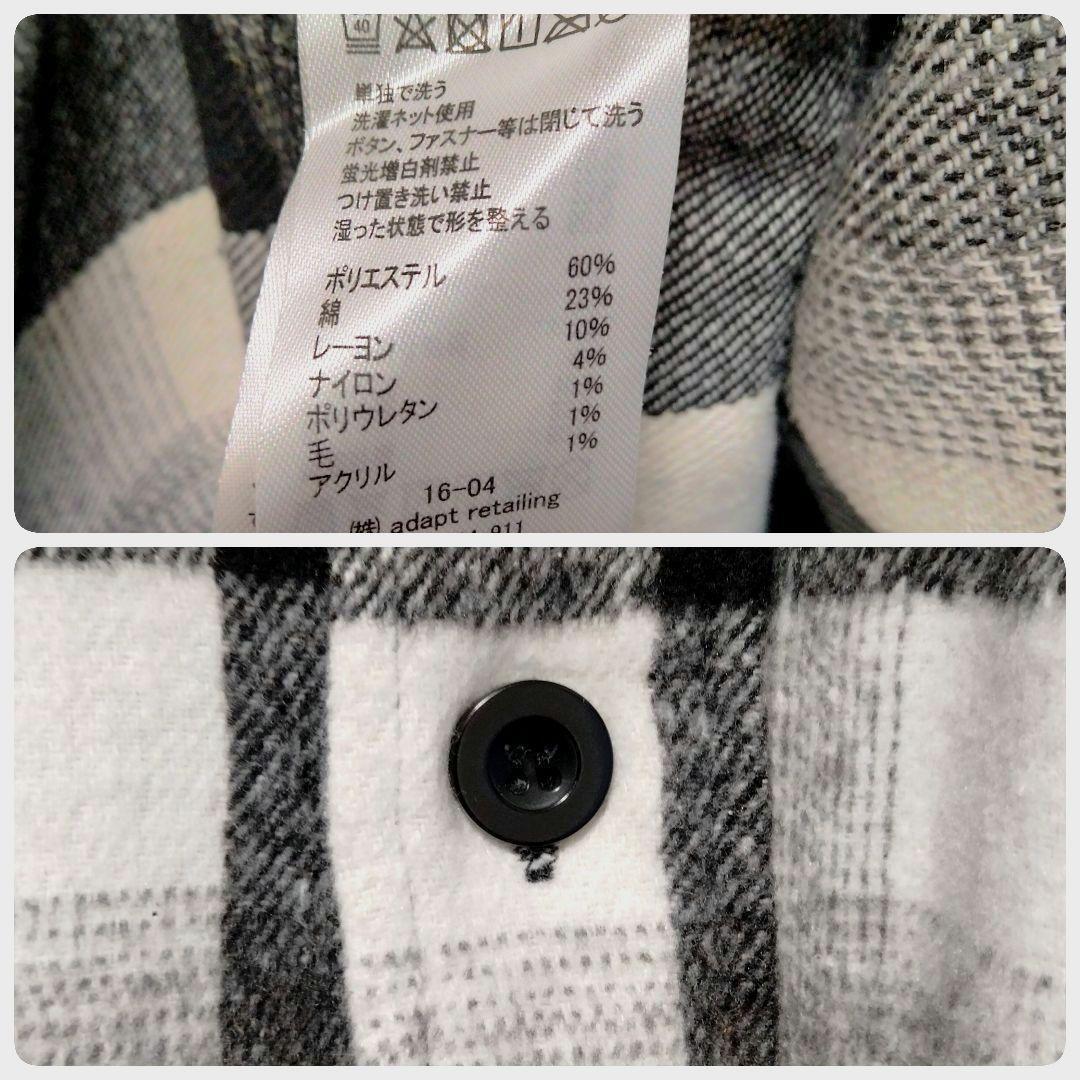 40
単独で洗う
洗濯ネット使用
ボタン、ファスナー等は閉じて洗う
蛍光増白剤禁止
つけ置き洗い禁止
湿った状態で形を整える
ポリエステル 60%
綿 23%
レーヨン 10%
ナイロン 4%
ポリウレタン 1%
毛 1%
アクリル 1%
16-04
(株) adapt retailing